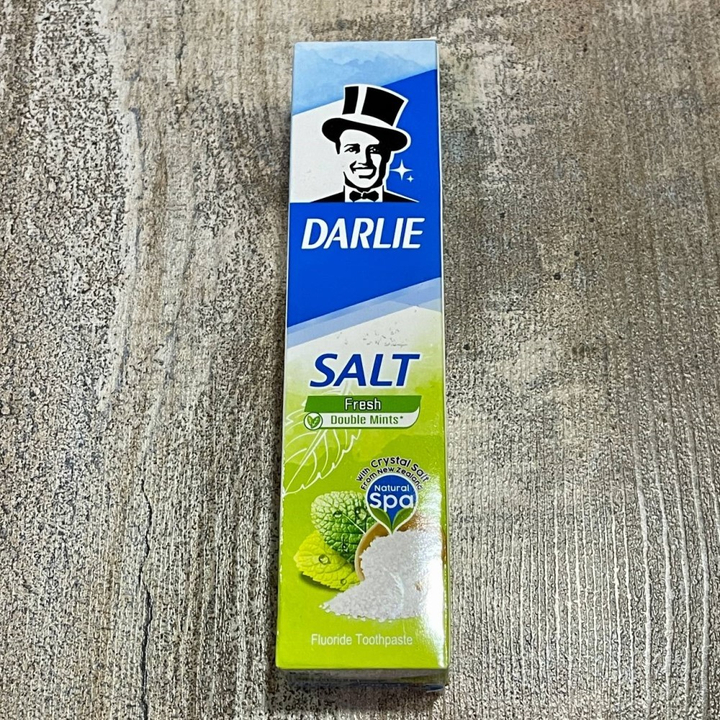 DARLIE
SALT
Fresh
Double Mints*
with Crystal Salt
From New Zealand
Natural
Spa
Fluoride Toothpaste